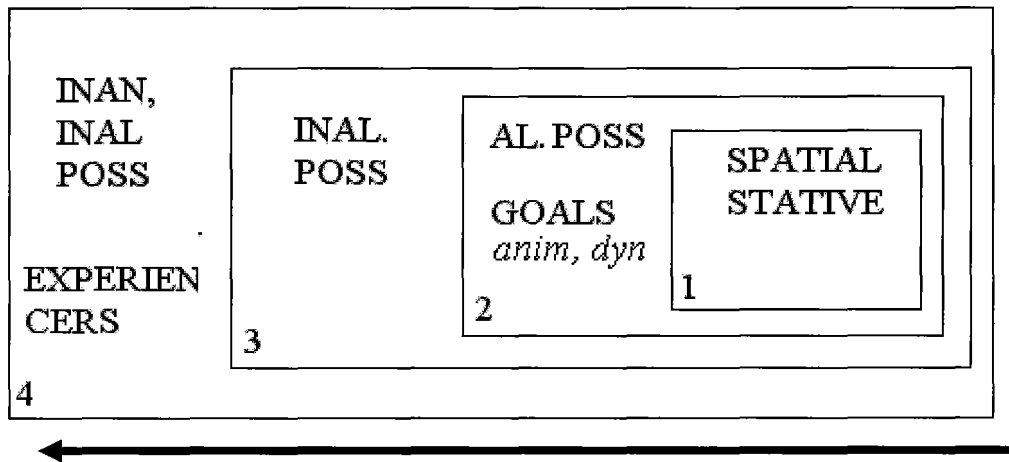 INAN,
INAL
POSS
EXPERIEN
CERS
4
INAL.
POSS
3
AL. POSS
GOALS
anim, dyn
2
SPATIAL
STATIVE
1